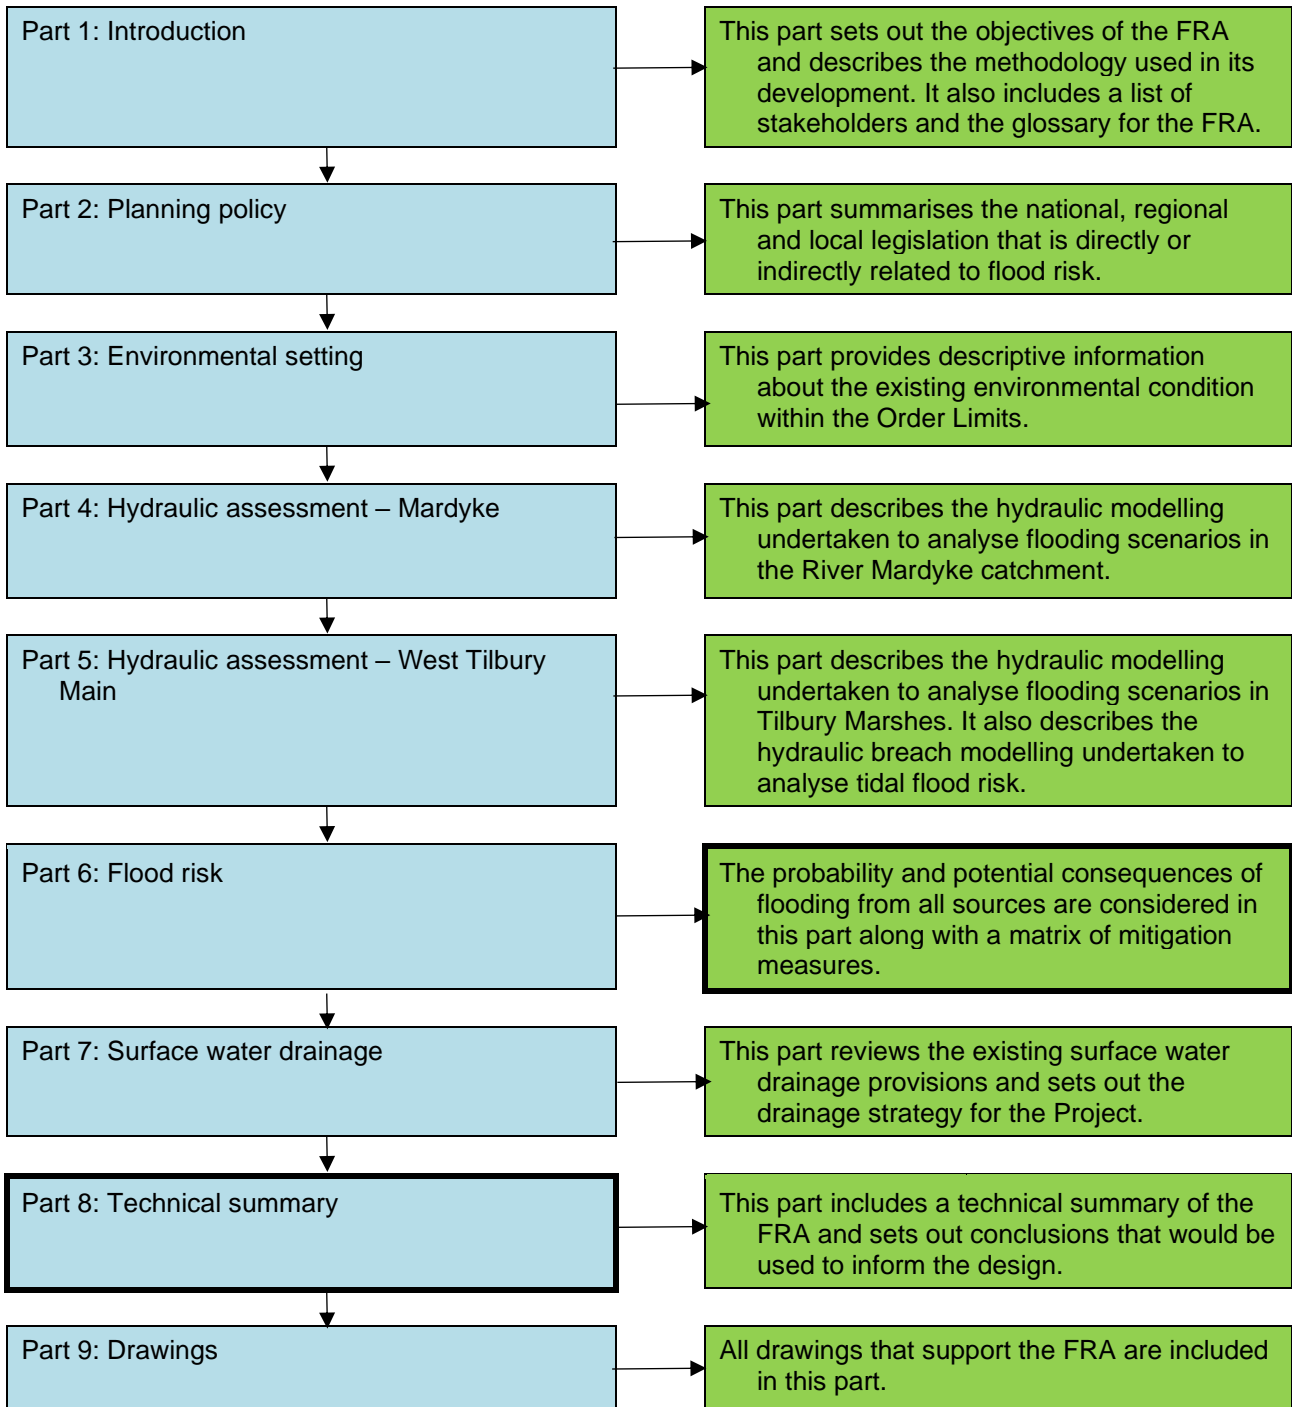 Part 1: Introduction
This part sets out the objectives of the FRA
and describes the methodology used in its
development. It also includes a list of
stakeholders and the glossary for the FRA.
Part 2: Planning policy
This part summarises the national, regional
and local legislation that is directly or
indirectly related to flood risk.
Part 3: Environmental setting
This part provides descriptive information
about the existing environmental condition
within the Order Limits.
Part 4: Hydraulic assessment – Mardyke
This part describes the hydraulic modelling
undertaken to analyse flooding scenarios in
the River Mardyke catchment.
Part 5: Hydraulic assessment – West Tilbury
Main
This part describes the hydraulic modelling
undertaken to analyse flooding scenarios in
Tilbury Marshes. It also describes the
hydraulic breach modelling undertaken to
analyse tidal flood risk.
Part 6: Flood risk
The probability and potential consequences of
flooding from all sources are considered in
this part along with a matrix of mitigation
measures.
Part 7: Surface water drainage
This part reviews the existing surface water
drainage provisions and sets out the
drainage strategy for the Project.
Part 8: Technical summary
This part includes a technical summary of the
FRA and sets out conclusions that would be
used to inform the design.
Part 9: Drawings
All drawings that support the FRA are included
in this part.